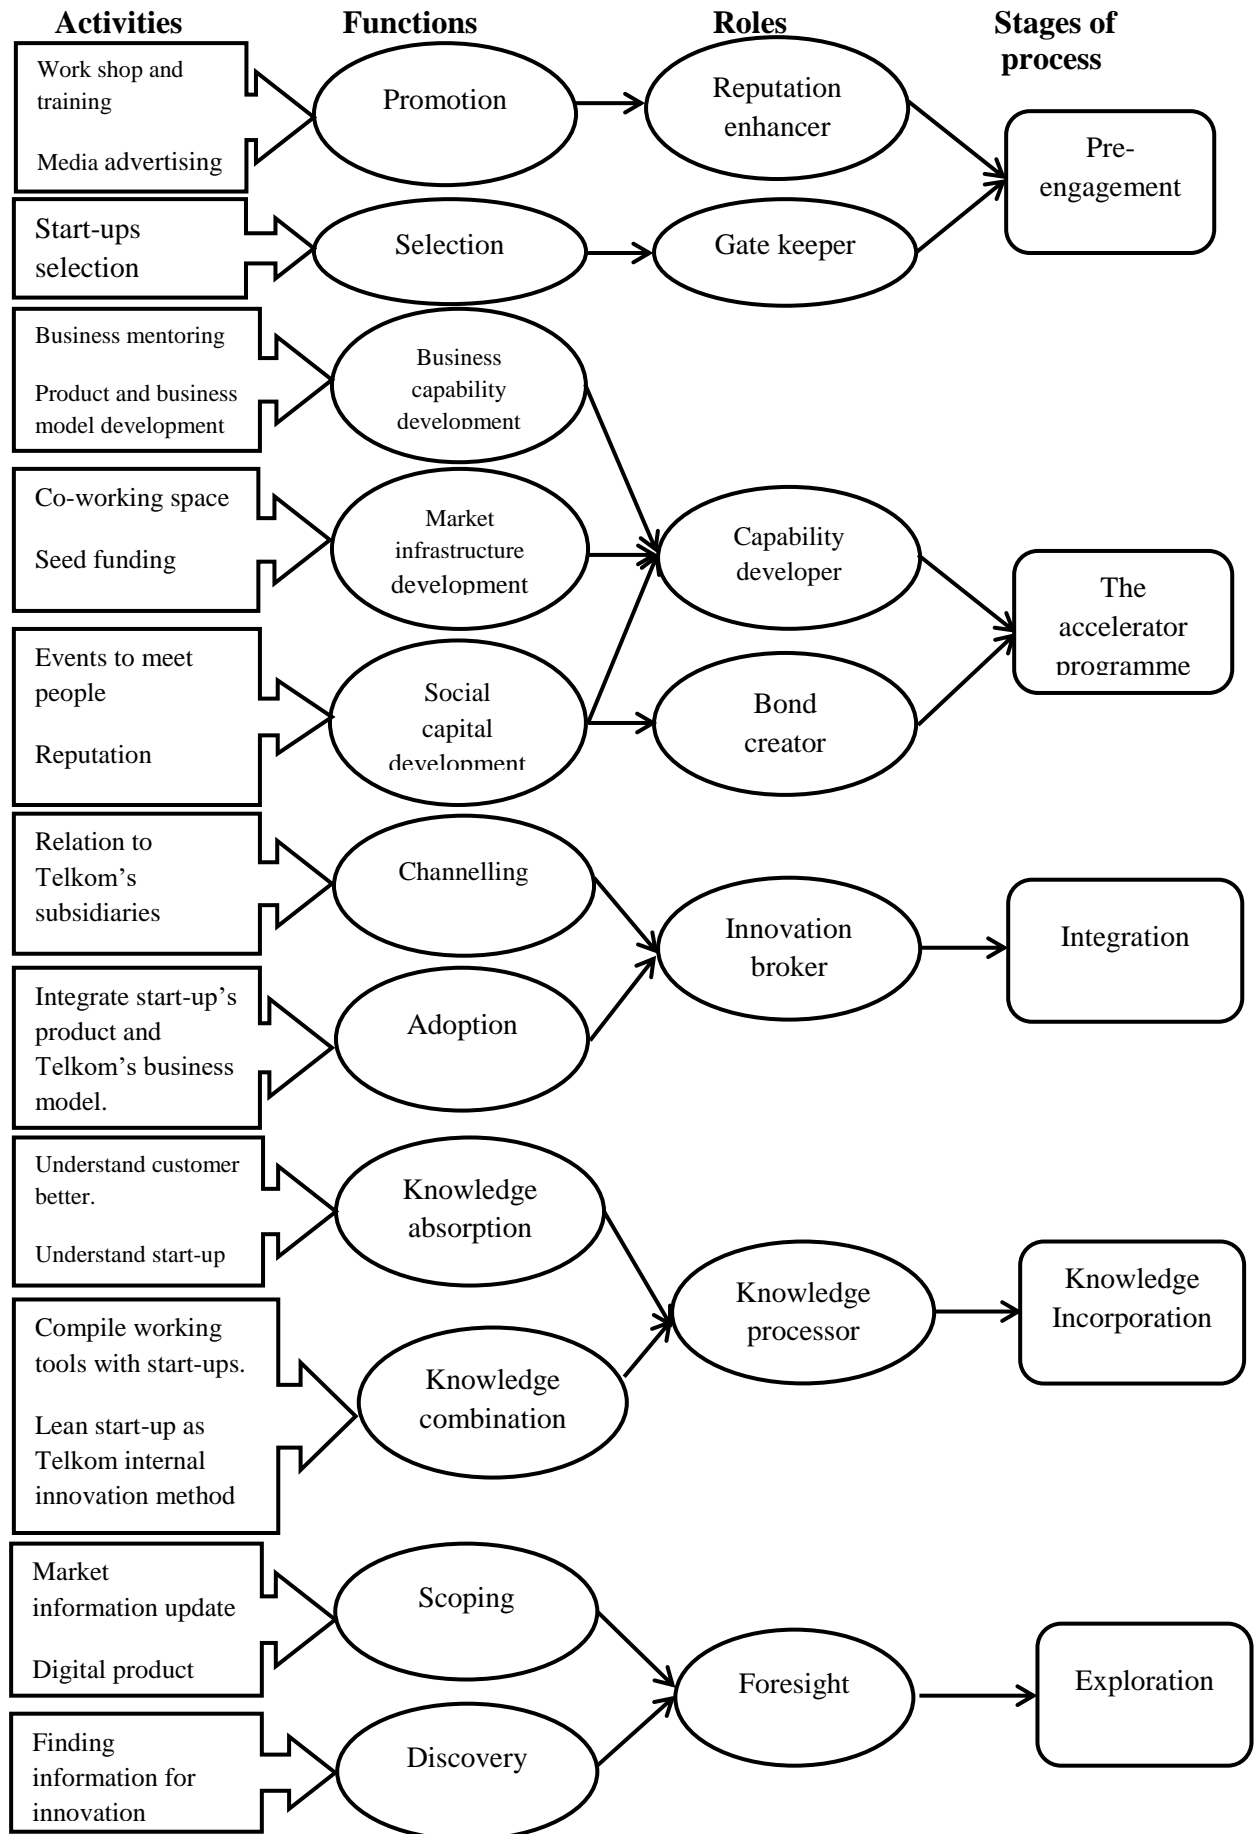 Activities
Functions
Roles
Stages of
process
Work shop and
training
Media advertising
Promotion
Reputation
enhancer
Pre-
engagement
Start-ups
selection
Selection
Gate keeper
Business mentoring
Product and business
model development
Business
capability
development
Co-working space
Seed funding
Market
infrastructure
development
Capability
developer
The
accelerator
programme
Events to meet
people
Reputation
Social
capital
development
Bond
creator
Relation to
Telkom’s
subsidiaries
Channelling
Innovation
broker
Integration
Integrate start-up’s
product and
Telkom’s business
model.
Adoption
Understand customer
better.
Understand start-up
Knowledge
absorption
Knowledge
processor
Knowledge
Incorporation
Compile working
tools with start-ups.
Lean start-up as
Telkom internal
innovation method
Knowledge
combination
Market
information update
Digital product
Scoping
Foresight
Exploration
Finding
information for
innovation
Discovery